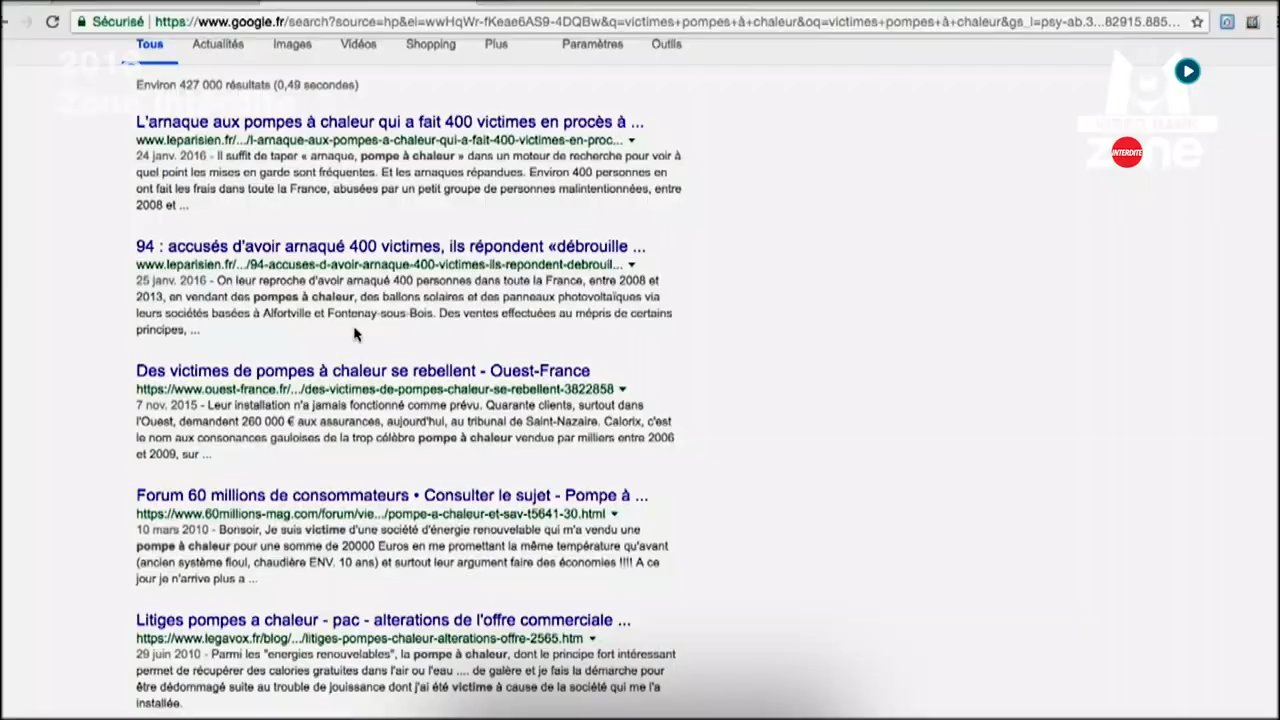 Sécurisé https://www.google.fr/search?source=hp&ei=wwHqWr-fKeae6AS9-4DQBw&q=victimes+pompes+à+chaleur&oq=victimes+pompes+à+chaleur&gs_l=psy-ab.3...82915.885...
Tous Actualités Images Vidéos Shopping Plus Paramètres Outils
Zone Interdite
Environ 427 000 résultats (0,49 secondes)
VIDEO BANK
zone
INTERDITE
L'arnaque aux pompes à chaleur qui a fait 400 victimes en procès à ...
www.leparisien.fr/.../l-arnaque-aux-pompes-a-chaleur-qui-a-fait-400-victimes-en-proc...
24 janv. 2016 - Il suffit de taper « arnaque, pompe à chaleur » dans un moteur de recherche pour voir à
quel point les mises en garde sont fréquentes. Et les arnaques répandues. Environ 400 personnes en
ont fait les frais dans toute la France, abusées par un petit groupe de personnes malintentionnées, entre
2008 et ...
94 : accusés d'avoir arnaqué 400 victimes, ils répondent «débrouille ...
www.leparisien.fr/.../94-accuses-d-avoir-arnaque-400-victimes-ils-repondent-debrouil...
25 janv. 2016 - On leur reproche d'avoir arnaqué 400 personnes dans toute la France, entre 2008 et
2013, en vendant des pompes à chaleur, des ballons solaires et des panneaux photovoltaïques via
leurs sociétés basées à Alfortville et Fontenay-sous-Bois. Des ventes effectuées au mépris de certains
principes, ...
Des victimes de pompes à chaleur se rebellent - Ouest-France
https://www.ouest-france.fr/.../des-victimes-de-pompes-chaleur-se-rebellent-3822858
7 nov. 2015 - Leur installation n'a jamais fonctionné comme prévu. Quarante clients, surtout dans
l'Ouest, demandent 260 000 € aux assurances, aujourd'hui, au tribunal de Saint-Nazaire. Calorix, c'est
le nom aux consonances gauloises de la trop célèbre pompe à chaleur vendue par milliers entre 2006
et 2009, sur ...
Forum 60 millions de consommateurs • Consulter le sujet - Pompe à ...
https://www.60millions-mag.com/forum/vie.../pompe-a-chaleur-et-sav-t5641-30.html
10 mars 2010 - Bonsoir, Je suis victime d'une société d'énergie renouvelable qui m'a vendu une
pompe à chaleur pour une somme de 20000 Euros en me promettant la même température qu'avant
(ancien système fioul, chaudière ENV. 10 ans) et surtout leur argument faire des économies !!!! A ce
jour je n'arrive plus a ...
Litiges pompes a chaleur - pac - alterations de l'offre commerciale ...
https://www.legavox.fr/blog/.../litiges-pompes-chaleur-alterations-offre-2565.htm
29 juin 2010 - Parmi les "energies renouvelables", la pompe à chaleur, dont le principe fort intéressant
permet de récupérer des calories gratuites dans l'air ou l'eau .... de galère et je fais la démarche pour
être dédommagé suite au trouble de jouissance dont j'ai été victime à cause de la société qui me l'a
installée.